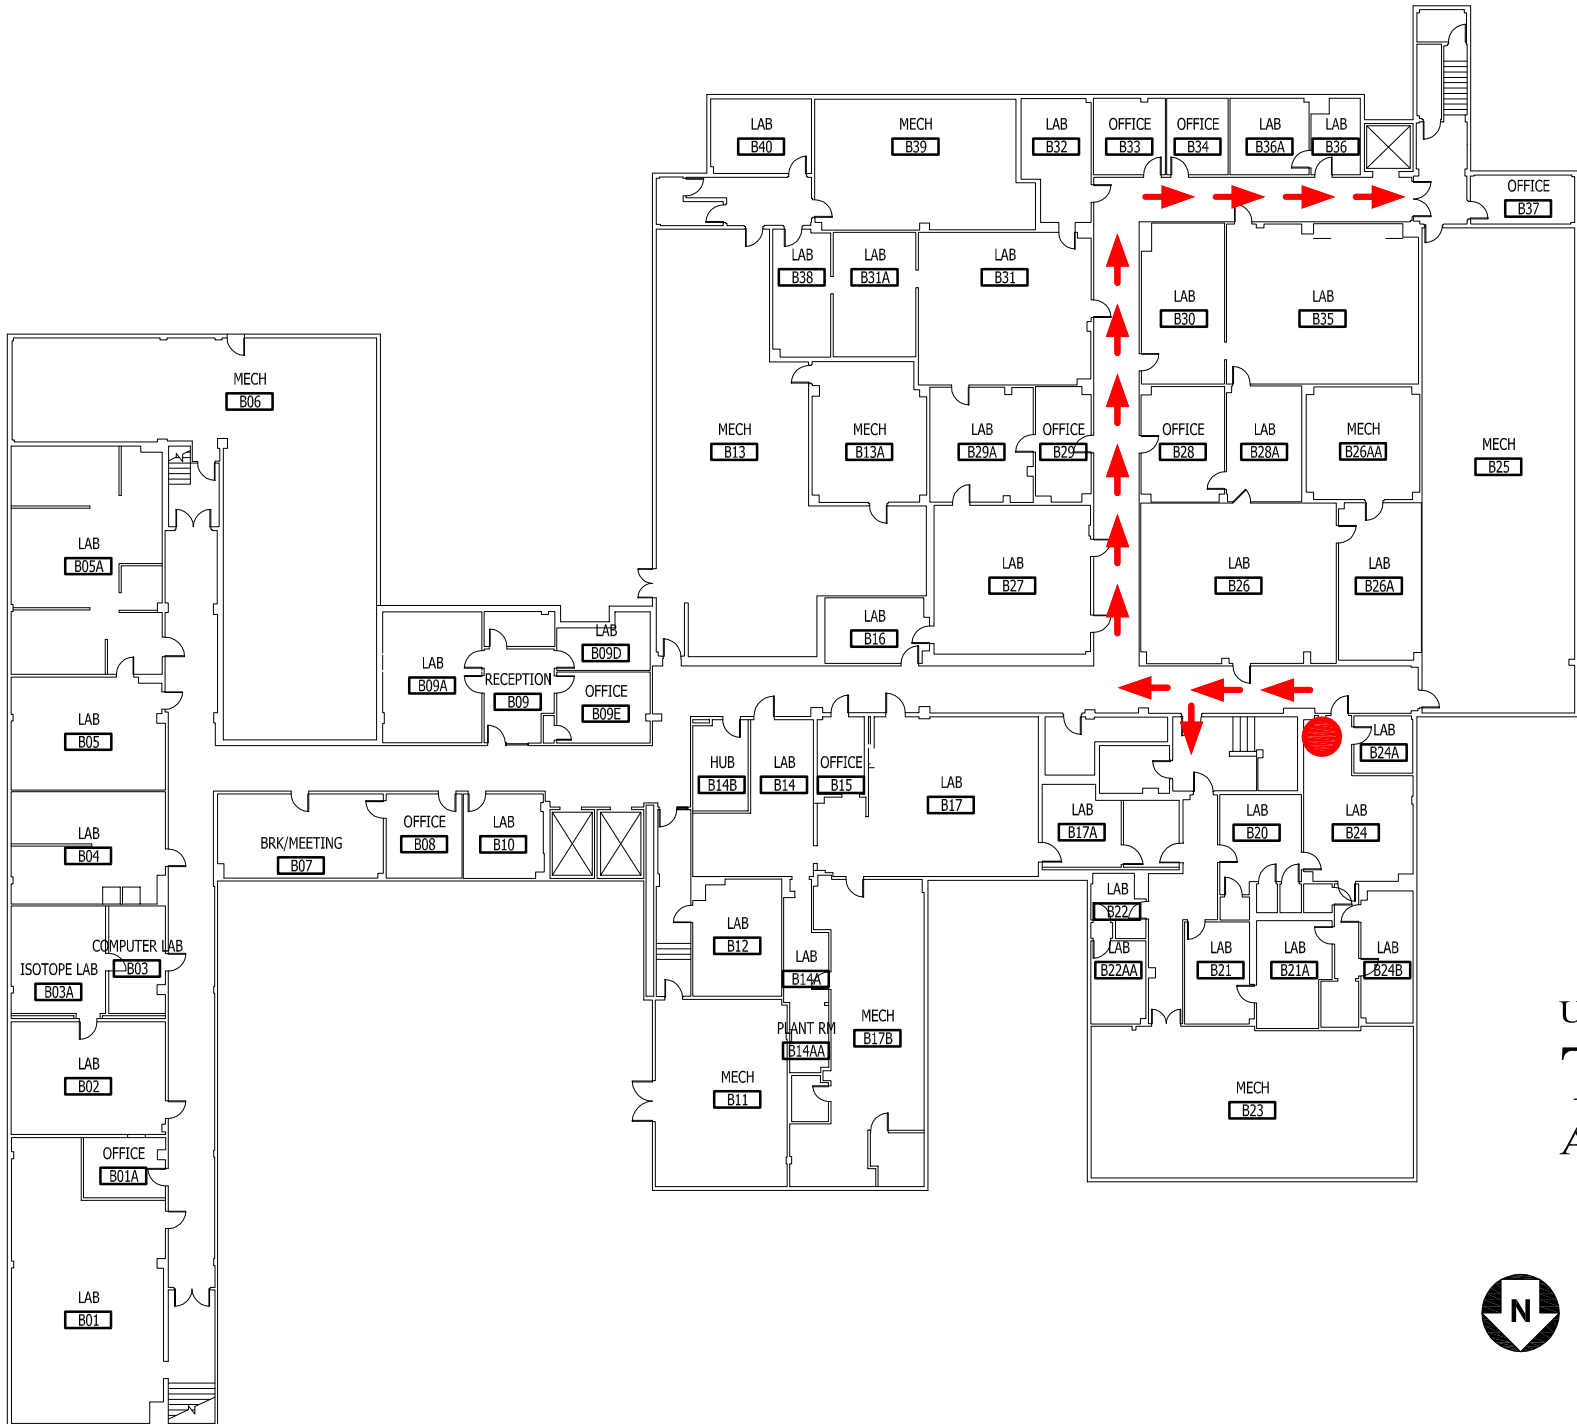 LAB
B40
MECH
B39
LAB
B32
OFFICE
B33
OFFICE
B34
LAB
B36A
LAB
B36
OFFICE
B37
LAB
B38
LAB
B31A
LAB
B31
LAB
B30
LAB
B35
MECH
B06
MECH
B13
MECH
B13A
LAB
B29A
OFFICE
B29
OFFICE
B28
LAB
B28A
MECH
B26AA
MECH
B25
LAB
B05A
LAB
B27
LAB
B26
LAB
B26A
LAB
B16
LAB
B09A
RECEPTION
B09
LAB
B09D
OFFICE
B09E
LAB
B05
HUB
B14B
LAB
B14
OFFICE
B15
LAB
B17
LAB
B24A
LAB
B04
BRK/MEETING
B07
OFFICE
B08
LAB
B10
LAB
B17A
LAB
B20
LAB
B24
LAB
B22
COMPUTER LAB
B03
ISOTOPE LAB
B03A
LAB
B12
LAB
B14A
LAB
B22AA
LAB
B21
LAB
B21A
LAB
B24B
LAB
B02
PLANT RM
B14AA
MECH
B17B
MECH
B11
MECH
B23
OFFICE
B01A
LAB
B01
U
A
N